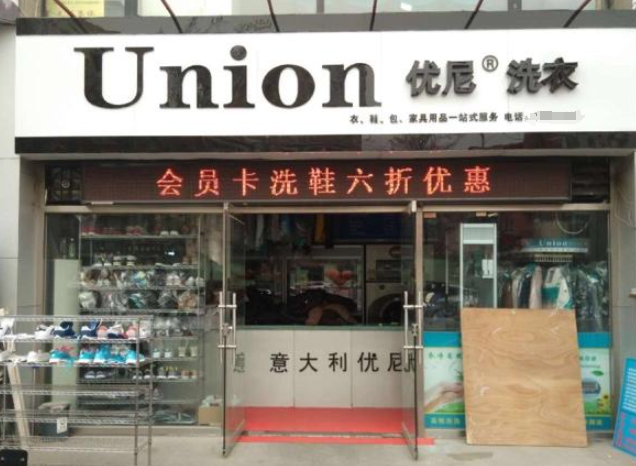 Union 优尼® 洗衣
衣、鞋、包、家具用品一站式服务 电话
会员卡洗鞋六折优惠
Union
意大利优尼